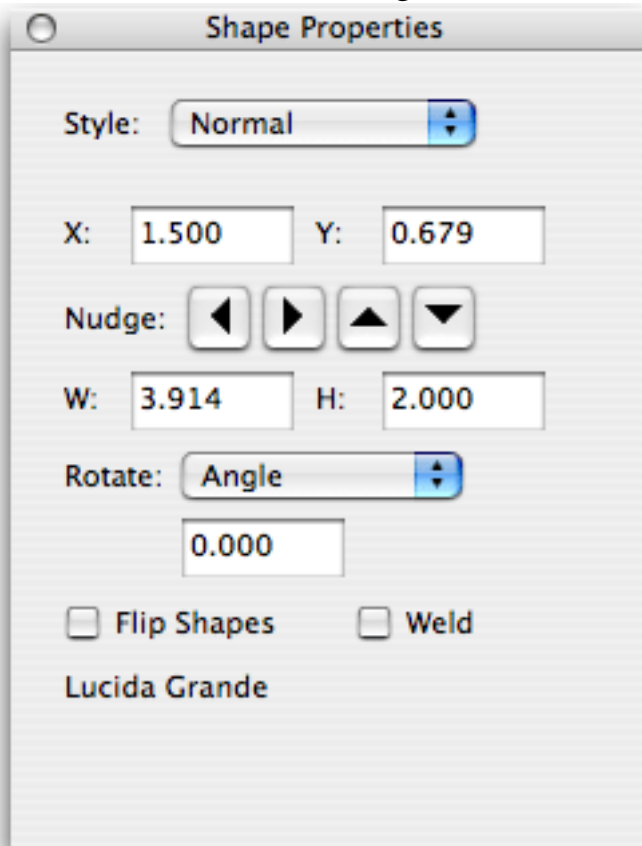 Shape Properties
Style: Normal
X: 1.500 Y: 0.679
Nudge:
W: 3.914 H: 2.000
Rotate: Angle
0.000
Flip Shapes Weld
Lucida Grande